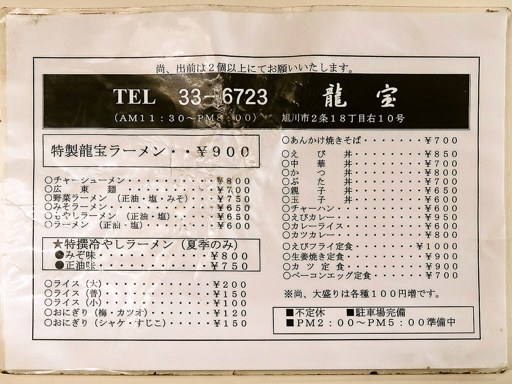 尚、出前は2個以上にてお願いいたします。
TEL 33-6723 龍宝
(AM11:30～PM8:00) 旭川市2条18丁目右10号
特製龍宝ラーメン・・￥900
○チャーシューメン・・・・・・・・￥800
○広東麺・・・・・・・・・・・￥700
○野菜ラーメン (正油・塩・みそ)・・・・￥750
○みそラーメン・・・・・・・・・￥650
○もやしラーメン (正油・塩)・・・・・￥650
○ラーメン (正油・塩)・・・・・・￥600
★特撰冷やしラーメン (夏季のみ)
●みそ味・・・・・・・・￥800
●正油味・・・・・・・・￥750
○ライス (大)・・・・・・・・・￥200
○ライス (普)・・・・・・・・・￥150
○ライス (小)・・・・・・・・・￥100
○おにぎり (梅・カツオ)・・・・・・￥120
○おにぎり (シャケ・すじこ)・・・・・￥150
○あんかけ焼きそば・・・・・・￥700
○えび丼・・・・・・・・￥850
○中華丼・・・・・・・・￥700
○かつ丼・・・・・・・・￥800
○ぶた丼・・・・・・・・￥700
○親子丼・・・・・・・・￥650
○玉子丼・・・・・・・・￥600
○チャーハン・・・・・・・￥600
○えびカレー・・・・・・・￥950
○カレーライス・・・・・・￥600
○カツカレー・・・・・・・￥800
○えびフライ定食・・・・・￥1000
○生姜焼き定食・・・・・・￥900
○カツ定食・・・・・・・￥900
○ベーコンエッグ定食・・・・￥700
※尚、大盛りは各種100円増です。
■不定休 ■駐車場完備
■PM2:00～PM5:00準備中